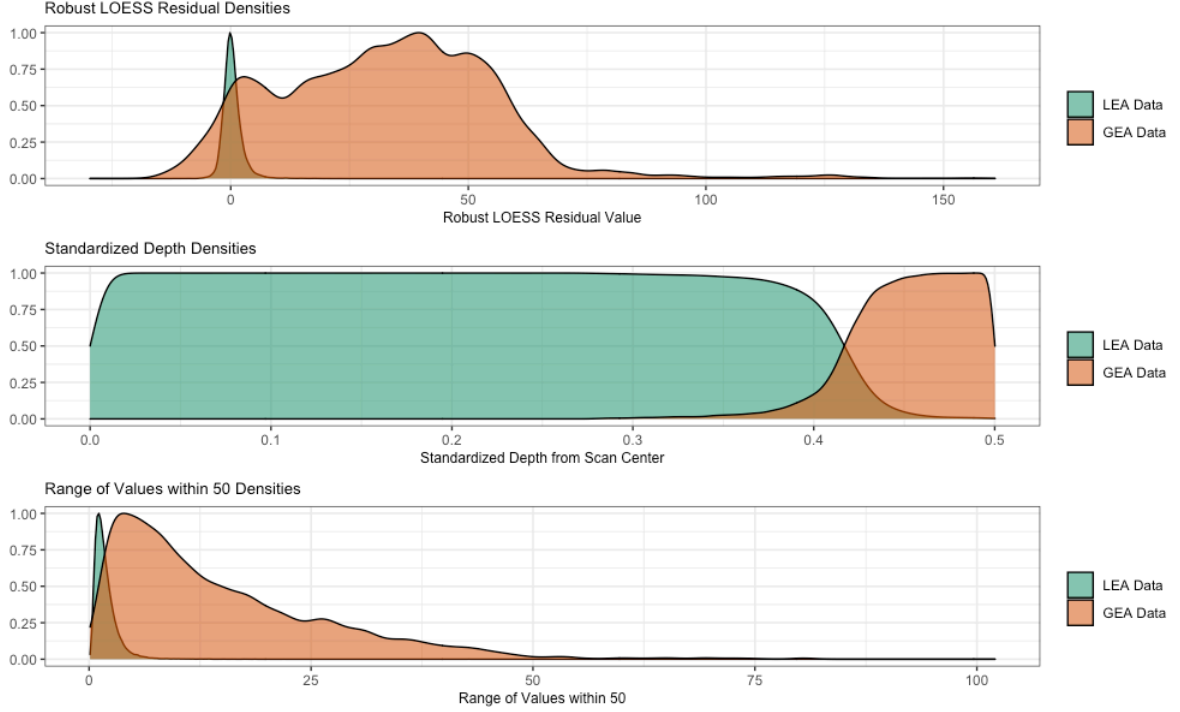 Robust LOESS Residual Densities
1.00
0.75
0.50
0.25
0.00
0 50 100 150
Robust LOESS Residual Value
LEA Data
GEA Data
Standardized Depth Densities
1.00
0.75
0.50
0.25
0.00
0.0 0.1 0.2 0.3 0.4 0.5
Standardized Depth from Scan Center
LEA Data
GEA Data
Range of Values within 50 Densities
1.00
0.75
0.50
0.25
0.00
0 25 50 75 100
Range of Values within 50
LEA Data
GEA Data